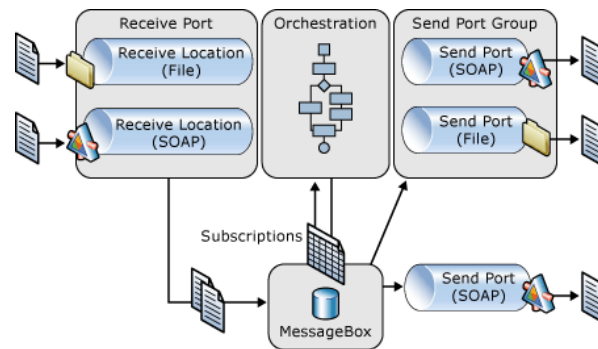 Receive Port
Orchestration
Send Port Group
Receive Location
(File)
Send Port
(SOAP)
Receive Location
(SOAP)
Send Port
(File)
Subscriptions
Send Port
(SOAP)
MessageBox